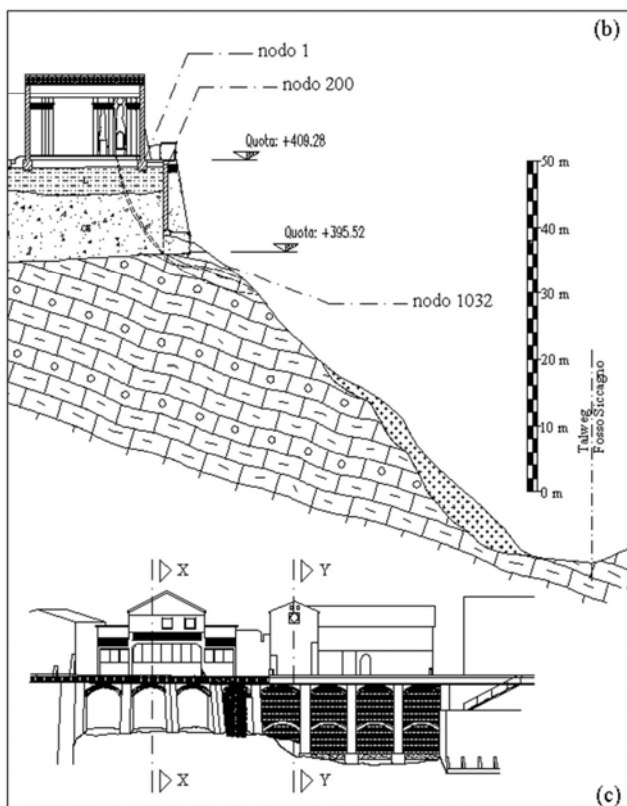 (b)
nodo 1
nodo 200
Quota: +409.28
50 m
40 m
Quota: +395.52
nodo 1032
30 m
20 m
10 m
0 m
Talweg
Fosso Siccagno
X
Y
X
Y
(c)